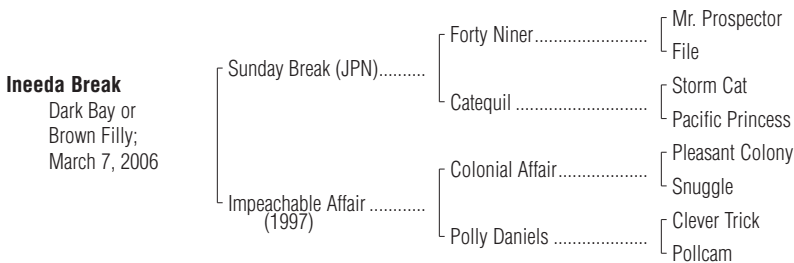 Ineeda Break
Dark Bay or
Brown Filly;
March 7, 2006
Sunday Break (JPN)..........
Impeachable Affair ............
(1997)
Forty Niner........................
Catequil ............................
Colonial Affair...................
Polly Daniels ....................
Mr. Prospector
File
Storm Cat
Pacific Princess
Pleasant Colony
Snuggle
Clever Trick
Pollcam